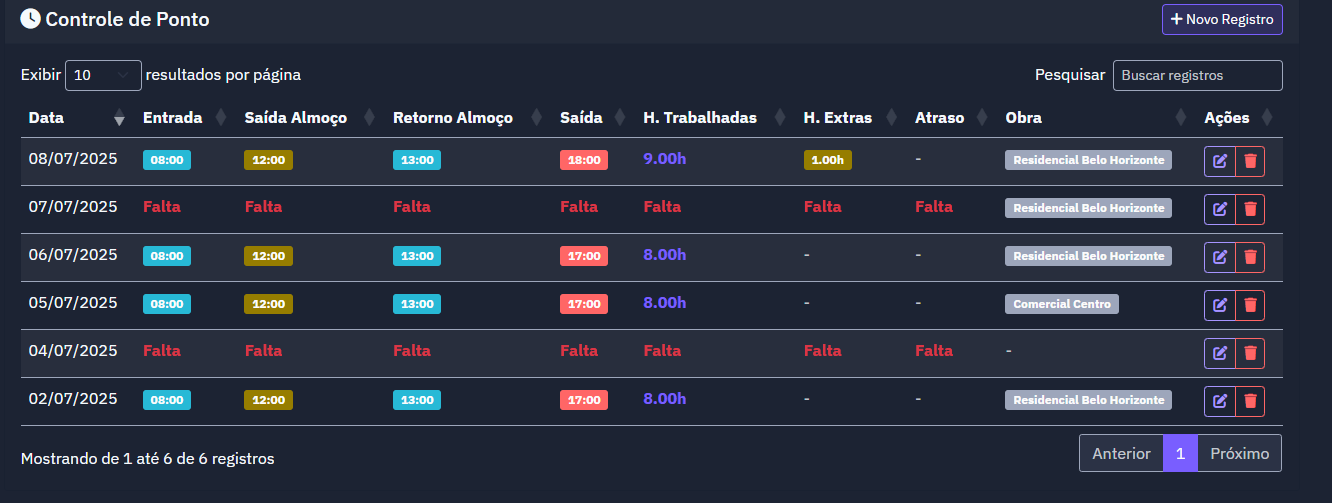 Controle de Ponto
Novo Registro
Exibir 10 resultados por página
Pesquisar Buscar registros
Data Entrada Saída Almoço Retorno Almoço Saída H. Trabalhadas H. Extras Atraso Obra Ações
08/07/2025 08:00 12:00 13:00 18:00 9.00h 1.00h - Residencial Belo Horizonte
07/07/2025 Falta Falta Falta Falta Falta Falta Falta Residencial Belo Horizonte
06/07/2025 08:00 12:00 13:00 17:00 8.00h - - Residencial Belo Horizonte
05/07/2025 08:00 12:00 13:00 17:00 8.00h - - Comercial Centro
04/07/2025 Falta Falta Falta Falta Falta Falta Falta -
02/07/2025 08:00 12:00 13:00 17:00 8.00h - - Residencial Belo Horizonte
Mostrando de 1 até 6 de 6 registros
Anterior 1 Próximo